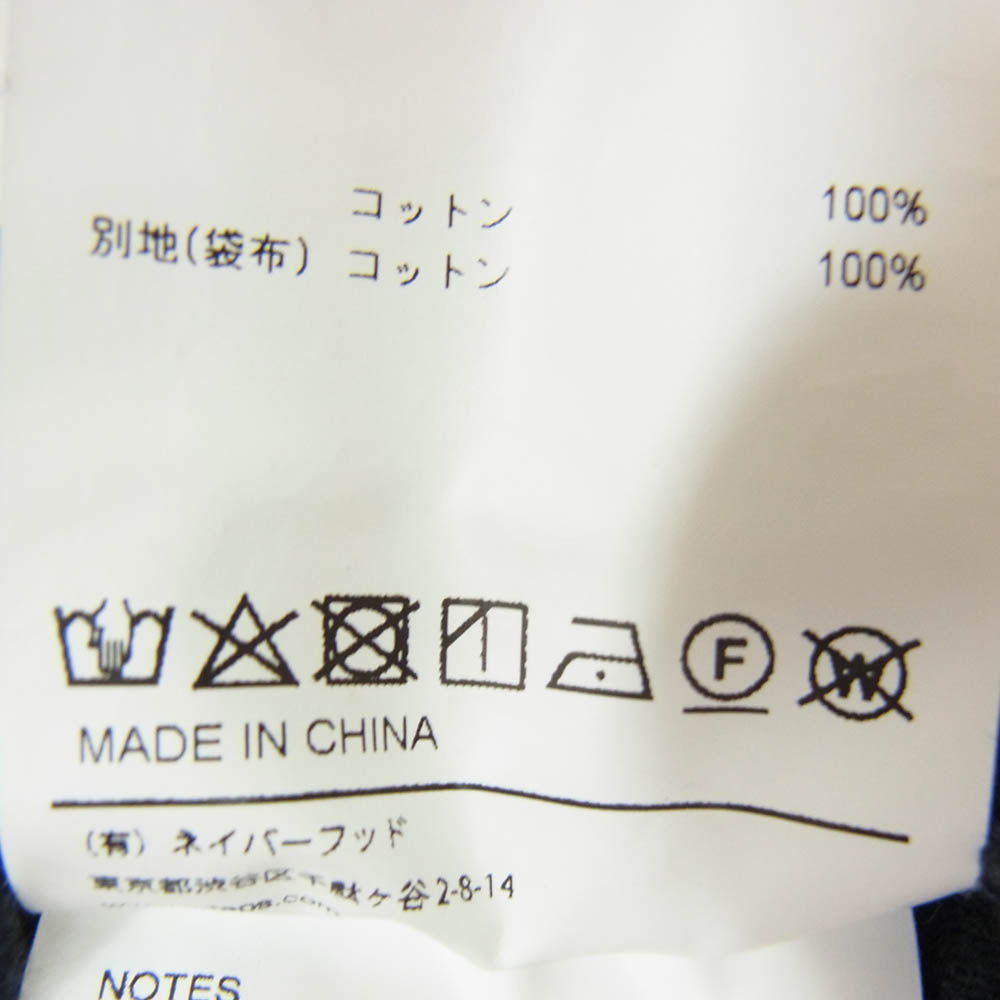 コットン 100%
別地(袋布) コットン 100%
F
W
MADE IN CHINA
(有) ネイバーフッド
東京都渋谷区千駄ヶ谷2-8-14
NOTES